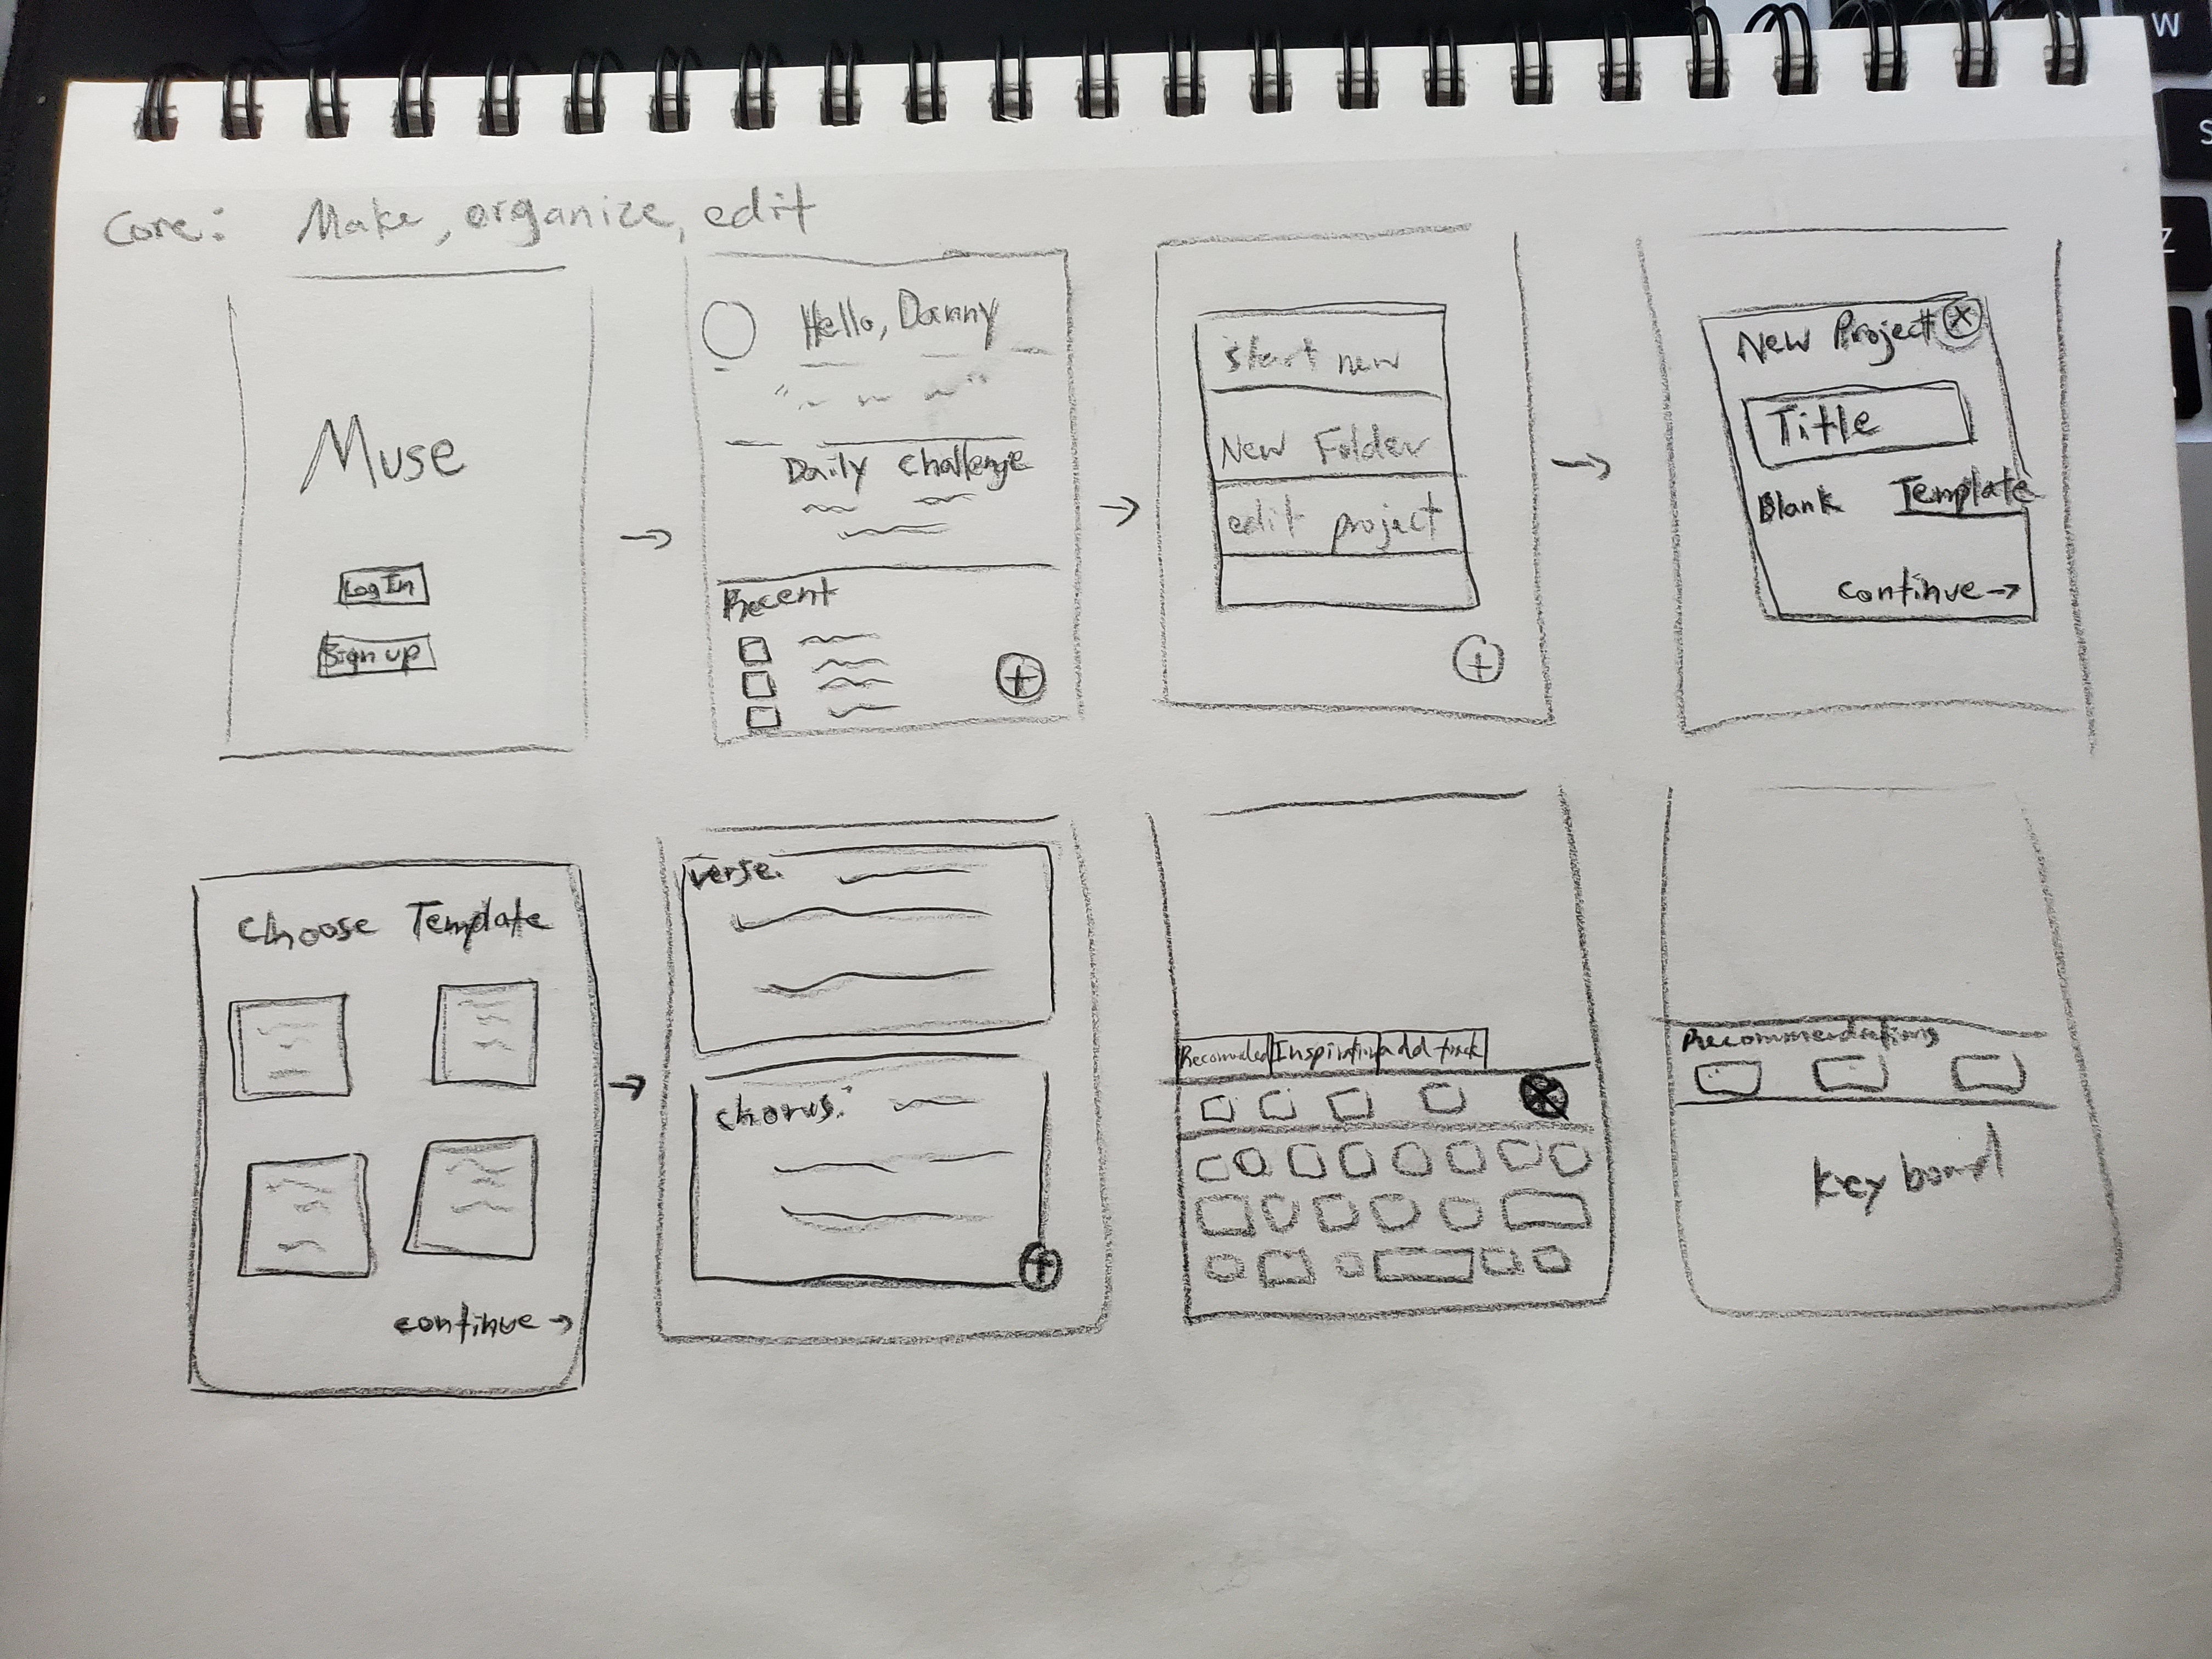 Core: Make, organize, edit
Muse
Log In
Sign up
Hello, Danny
Daily Challenge
Recent
start new
New Folder
edit project
New Project
Title
Blank Template
continue →
Choose Template
continue →
Verse:
Chorus:
Inspiration add track
Recommendations
Keyboard
W
S
Z